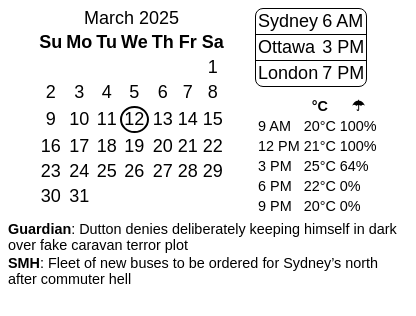 March 2025
Su Mo Tu We Th Fr Sa
1
2 3 4 5 6 7 8
9 10 11 12 13 14 15
16 17 18 19 20 21 22
23 24 25 26 27 28 29
30 31
Sydney 6 AM
Ottawa 3 PM
London 7 PM
°C ☂
9 AM 20°C 100%
12 PM 21°C 100%
3 PM 25°C 64%
6 PM 22°C 0%
9 PM 20°C 0%
Guardian: Dutton denies deliberately keeping himself in dark
over fake caravan terror plot
SMH: Fleet of new buses to be ordered for Sydney’s north
after commuter hell